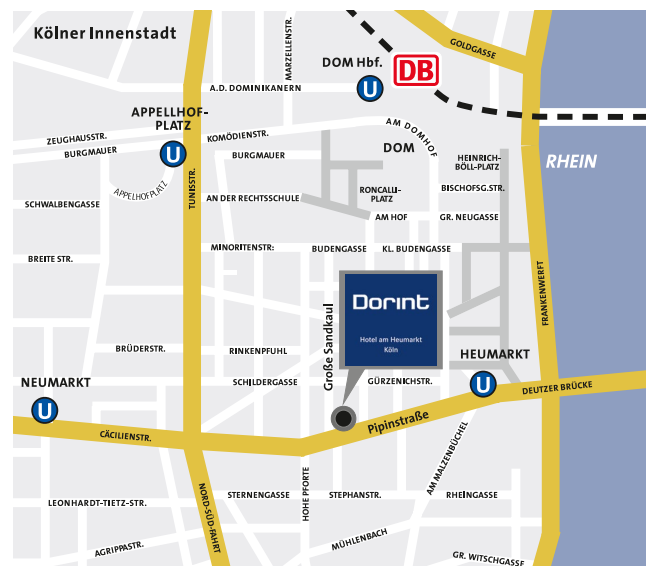 Kölner Innenstadt
MARZELLENSTR.
GOLDGASSE
DOM Hbf.
DB
U
A.D. DOMINIKANERN
APPELLHOF-
PLATZ
U
ZEUGHAUSSTR.
BURGMAUER
KOMÖDIENSTR.
AM DOMHOF
BURGMAUER
DOM
HEINRICH-
BÖLL-PLATZ
RHEIN
APPELLHOFPLATZ
TUNISSTR.
RONCALLI-
PLATZ
BISCHOFSG.STR.
SCHWALBENGASSE
AN DER RECHTSSCHULE
AM HOF
GR. NEUGASSE
BREITE STR.
MINORITENSTR:
BUDENGASSE
KL. BUDENGASSE
FRANKENWERFT
Große Sandkaul
Dorint
Hotel am Heumarkt
Köln
BRÜDERSTR.
RINKENPFUHL
HEUMARKT
U
NEUMARKT
U
SCHILDERGASSE
GÜRZENICHSTR.
DEUTZER BRÜCKE
CÄCILIENSTR.
Pipinstraße
AM MALZENBÜCHEL
NORD-SÜD-FAHRT
HOHE PFORTE
LEONHARDT-TIETZ-STR.
STERNENGASSE
STEPHANSTR.
RHEINGASSE
AGRIPPASTR.
MÜHLENBACH
GR. WITSCHGASSE